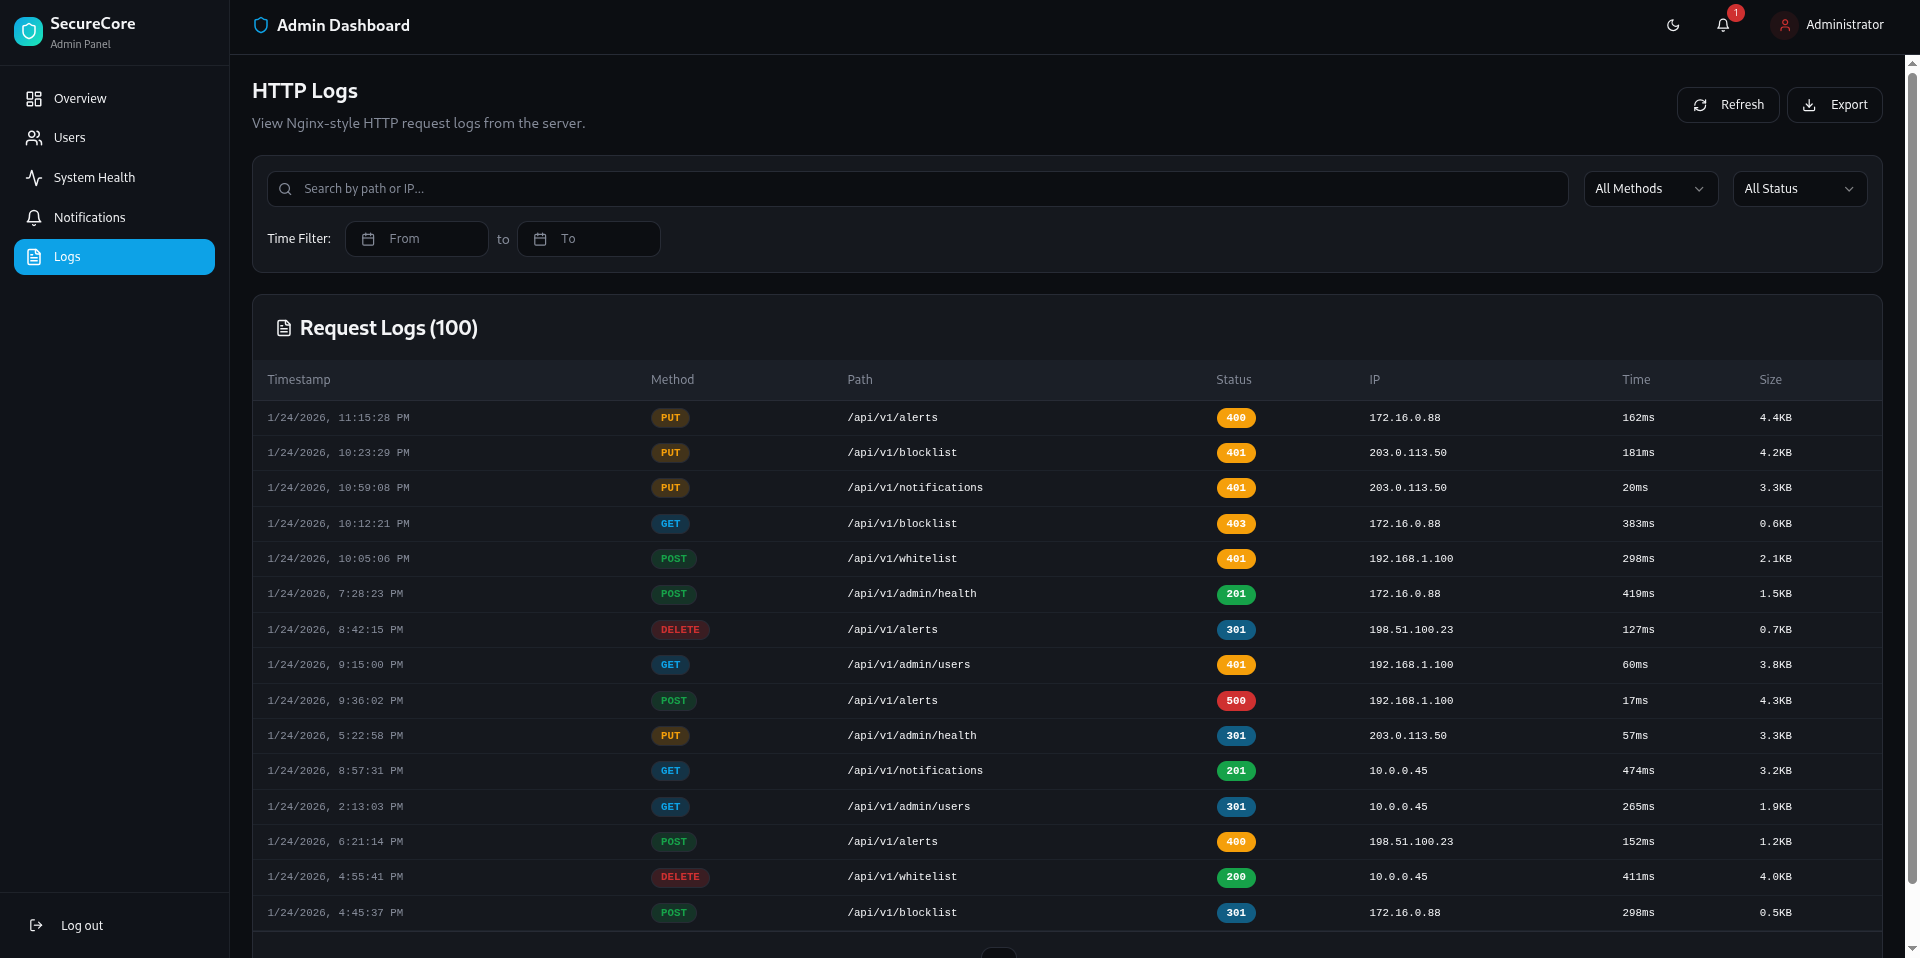 SecureCore
Admin Panel
Overview
Users
System Health
Notifications
Logs
Log out
Admin Dashboard
1
Administrator
HTTP Logs
View Nginx-style HTTP request logs from the server.
Refresh
Export
Search by path or IP...
All Methods
All Status
Time Filter: From to To
Request Logs (100)
Timestamp Method Path Status IP Time Size
1/24/2026, 11:15:28 PM PUT /api/v1/alerts 400 172.16.0.88 162ms 4.4KB
1/24/2026, 10:23:29 PM PUT /api/v1/blocklist 401 203.0.113.50 181ms 4.2KB
1/24/2026, 10:59:08 PM PUT /api/v1/notifications 401 203.0.113.50 20ms 3.3KB
1/24/2026, 10:12:21 PM GET /api/v1/blocklist 403 172.16.0.88 383ms 0.6KB
1/24/2026, 10:05:06 PM POST /api/v1/whitelist 401 192.168.1.100 298ms 2.1KB
1/24/2026, 7:28:23 PM POST /api/v1/admin/health 201 172.16.0.88 419ms 1.5KB
1/24/2026, 8:42:15 PM DELETE /api/v1/alerts 301 198.51.100.23 127ms 0.7KB
1/24/2026, 9:15:00 PM GET /api/v1/admin/users 401 192.168.1.100 60ms 3.8KB
1/24/2026, 9:36:02 PM POST /api/v1/alerts 500 192.168.1.100 17ms 4.3KB
1/24/2026, 5:22:58 PM PUT /api/v1/admin/health 301 203.0.113.50 57ms 3.3KB
1/24/2026, 8:57:31 PM GET /api/v1/notifications 201 10.0.0.45 474ms 3.2KB
1/24/2026, 2:13:03 PM GET /api/v1/admin/users 301 10.0.0.45 265ms 1.9KB
1/24/2026, 6:21:14 PM POST /api/v1/alerts 400 198.51.100.23 152ms 1.2KB
1/24/2026, 4:55:41 PM DELETE /api/v1/whitelist 200 10.0.0.45 411ms 4.0KB
1/24/2026, 4:45:37 PM POST /api/v1/blocklist 301 172.16.0.88 298ms 0.5KB